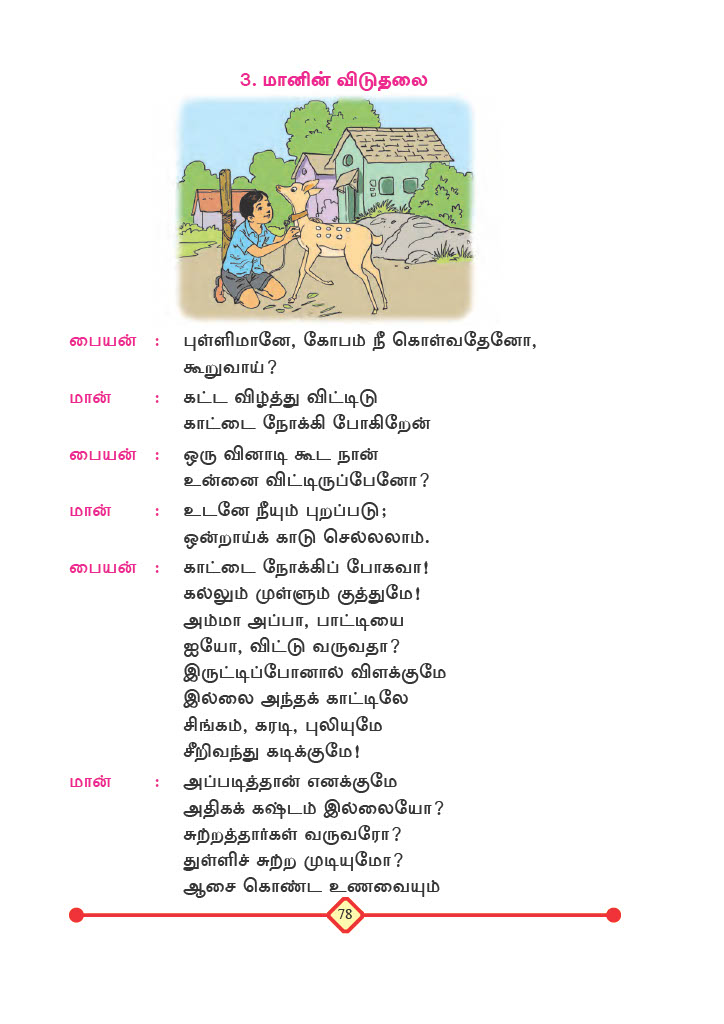 3. மானின் விடுதலை
பையன் : புள்ளிமானே, கோபம் நீ கொள்வதேனோ,
கூறுவாய்?
மான் : கட்ட விழ்த்து விட்டிடு
காட்டை நோக்கி போகிறேன்
பையன் : ஒரு வினாடி கூட நான்
உன்னை விட்டிருப்பேனோ?
மான் : உடனே நீயும் புறப்படு;
ஒன்றாய்க் காடு செல்லலாம்.
பையன் : காட்டை நோக்கிப் போகவா!
கல்லும் முள்ளும் குத்துமே!
அம்மா அப்பா, பாட்டியை
ஐயோ, விட்டு வருவதா?
இருட்டிப்போனால் விளக்குமே
இல்லை அந்தக் காட்டிலே
சிங்கம், கரடி, புலியுமே
சீறிவந்து கடிக்குமே!
மான் : அப்படித்தான் எனக்குமே
அதிகக் கஷ்டம் இல்லையோ?
சுற்றத்தார்கள் வருவரோ?
துள்ளிச் சுற்ற முடியுமோ?
ஆசை கொண்ட உணவையும்
78